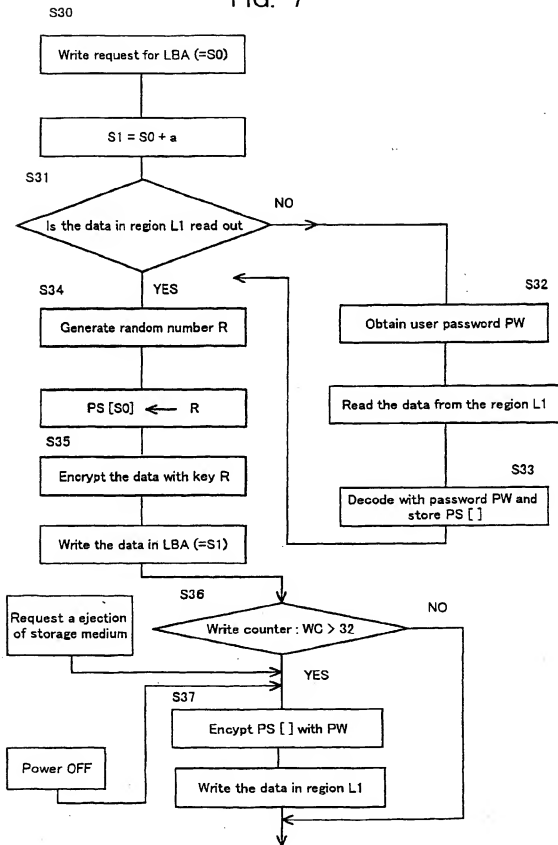 FIG. 7
S30
Write request for LBA (=S0)
S1 = S0 + a
S31
Is the data in region L1 read out
NO
YES
S34
Generate random number R
S32
Obtain user password PW
PS [S0] ← R
Read the data from the region L1
S35
Encrypt the data with key R
S33
Decode with password PW and
store PS [ ]
Write the data in LBA (=S1)
S36
Request a ejection
of storage medium
Write counter : WC > 32
NO
YES
S37
Encypt PS [ ] with PW
Power OFF
Write the data in region L1